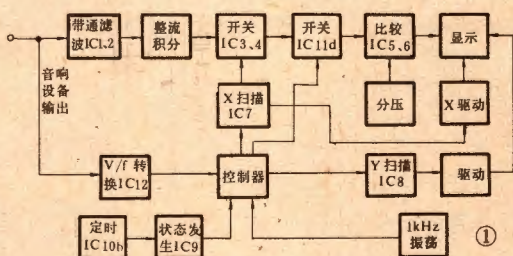 带通滤
波IC1、2
整流
积分
开关
IC3、4
开关
IC11d
比较
IC5、6
显示
音响
设备
输出
X 扫描
IC7
分压
X 驱动
V/f 转
换IC12
控制器
Y 扫描
IC8
驱动
定时
IC10b
状态发
生IC9
1kHz
振荡
①